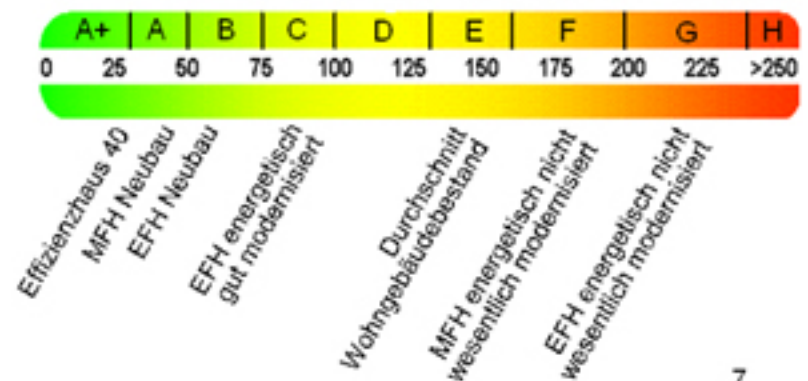 A+ A B C D E F G H
0 25 50 75 100 125 150 175 200 225 >250
Effizienzhaus 40
MFH Neubau
EFH Neubau
EFH energetisch
gut modernisiert
Durchschnitt
Wohngebäudebestand
MFH energetisch nicht
wesentlich modernisiert
EFH energetisch nicht
wesentlich modernisiert